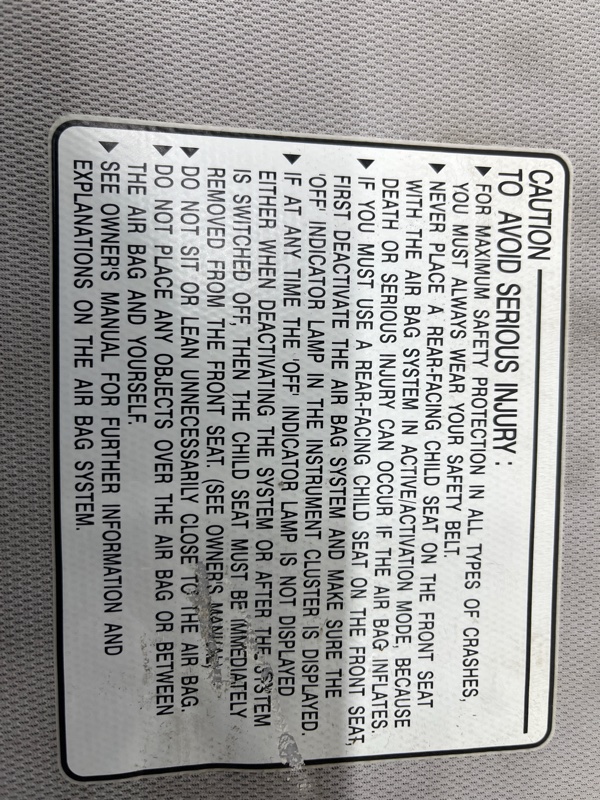 CAUTION
TO AVOID SERIOUS INJURY :
▶ FOR MAXIMUM SAFETY PROTECTION IN ALL TYPES OF CRASHES,
YOU MUST ALWAYS WEAR YOUR SAFETY BELT.
▶ NEVER PLACE A REAR-FACING CHILD SEAT ON THE FRONT SEAT
WITH THE AIR BAG SYSTEM IN ACTIVE/ACTIVATION MODE, BECAUSE
DEATH OR SERIOUS INJURY CAN OCCUR IF THE AIR BAG INFLATES.
▶ IF YOU MUST USE A REAR-FACING CHILD SEAT ON THE FRONT SEAT,
FIRST DEACTIVATE THE AIR BAG SYSTEM AND MAKE SURE THE
'OFF' INDICATOR LAMP IN THE INSTRUMENT CLUSTER IS DISPLAYED.
▶ IF AT ANY TIME THE 'OFF' INDICATOR LAMP IS NOT DISPLAYED
EITHER WHEN DEACTIVATING THE SYSTEM OR AFTER THE SYSTEM
IS SWITCHED OFF, THEN THE CHILD SEAT MUST BE IMMEDIATELY
REMOVED FROM THE FRONT SEAT. (SEE OWNER'S MANUAL)
▶ DO NOT SIT OR LEAN UNNECESSARILY CLOSE TO THE AIR BAG.
▶ DO NOT PLACE ANY OBJECTS OVER THE AIR BAG OR BETWEEN
THE AIR BAG AND YOURSELF.
▶ SEE OWNER'S MANUAL FOR FURTHER INFORMATION AND
EXPLANATIONS ON THE AIR BAG SYSTEM.